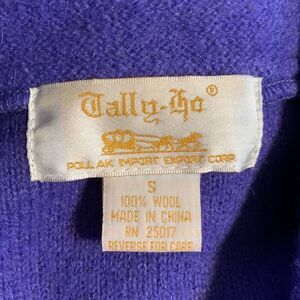 Tally-Ho®
POLLAK IMPORT EXPORT CORP.
S
100% WOOL
MADE IN CHINA
RN 25017
REVERSE FOR CARE